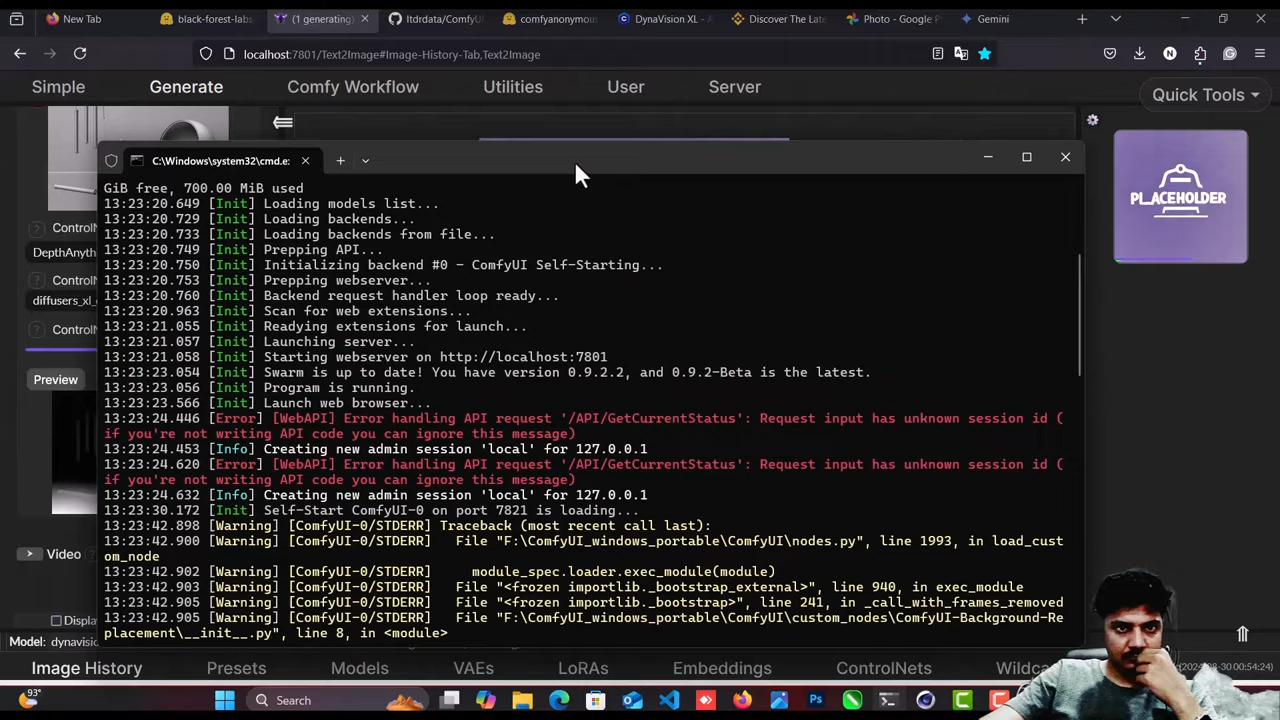 New Tab
black-forest-labs
(1 generating)
ltdrdata/ComfyU
comfyanonymous
DynaVision XL -
Discover The Late
Photo - Google P
Gemini
localhost:7801/Text2Image#Image-History-Tab,Text2Image
Simple
Generate
Comfy Workflow
Utilities
User
Server
Quick Tools
C:\Windows\system32\cmd.e:
GiB free, 700.00 MiB used
13:23:20.649 [Init] Loading models list...
13:23:20.729 [Init] Loading backends...
13:23:20.733 [Init] Loading backends from file...
13:23:20.749 [Init] Prepping API...
13:23:20.750 [Init] Initializing backend #0 - ComfyUI Self-Starting...
13:23:20.753 [Init] Prepping webserver...
13:23:20.760 [Init] Backend request handler loop ready...
13:23:20.963 [Init] Scan for web extensions...
13:23:21.055 [Init] Readying extensions for launch...
13:23:21.057 [Init] Launching server...
13:23:21.058 [Init] Starting webserver on http://localhost:7801
13:23:23.054 [Init] Swarm is up to date! You have version 0.9.2.2, and 0.9.2-Beta is the latest.
13:23:23.056 [Init] Program is running.
13:23:23.566 [Init] Launch web browser...
13:23:24.446 [Error] [WebAPI] Error handling API request '/API/GetCurrentStatus': Request input has unknown session id (
if you're not writing API code you can ignore this message)
13:23:24.453 [Info] Creating new admin session 'local' for 127.0.0.1
13:23:24.620 [Error] [WebAPI] Error handling API request '/API/GetCurrentStatus': Request input has unknown session id (
if you're not writing API code you can ignore this message)
13:23:24.632 [Info] Creating new admin session 'local' for 127.0.0.1
13:23:30.172 [Init] Self-Start ComfyUI-0 on port 7821 is loading...
13:23:42.898 [Warning] [ComfyUI-0/STDERR] Traceback (most recent call last):
13:23:42.900 [Warning] [ComfyUI-0/STDERR]   File "F:\ComfyUI_windows_portable\ComfyUI\nodes.py", line 1993, in load_cust
om_node
13:23:42.902 [Warning] [ComfyUI-0/STDERR]     module_spec.loader.exec_module(module)
13:23:42.905 [Warning] [ComfyUI-0/STDERR]   File "<frozen importlib._bootstrap_external>", line 940, in exec_module
13:23:42.905 [Warning] [ComfyUI-0/STDERR]   File "<frozen importlib._bootstrap>", line 241, in _call_with_frames_removed
13:23:42.905 [Warning] [ComfyUI-0/STDERR]   File "F:\ComfyUI_windows_portable\ComfyUI\custom_nodes\ComfyUI-Background-Re
placement\__init__.py", line 8, in <module>
PLACEHOLDER
ControlN
DepthAnyth
ControlN
diffusers_xl_
ControlN
Preview
Video
Displa
Model: dynavisio
(2024-08-30 00:54:24)
Image History
Presets
Models
VAEs
LoRAs
Embeddings
ControlNets
Wildca
93°
Search